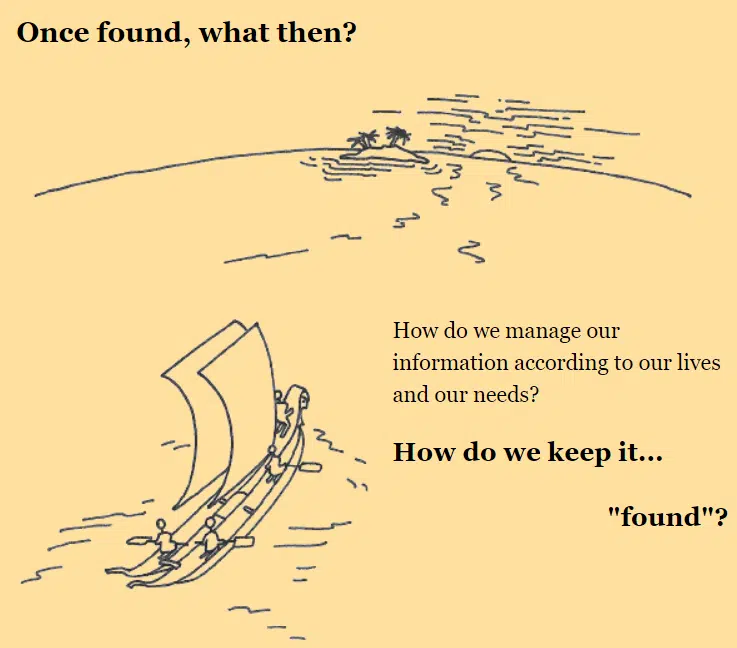 Once found, what then?
How do we manage our
information according to our lives
and our needs?
How do we keep it...
"found"?